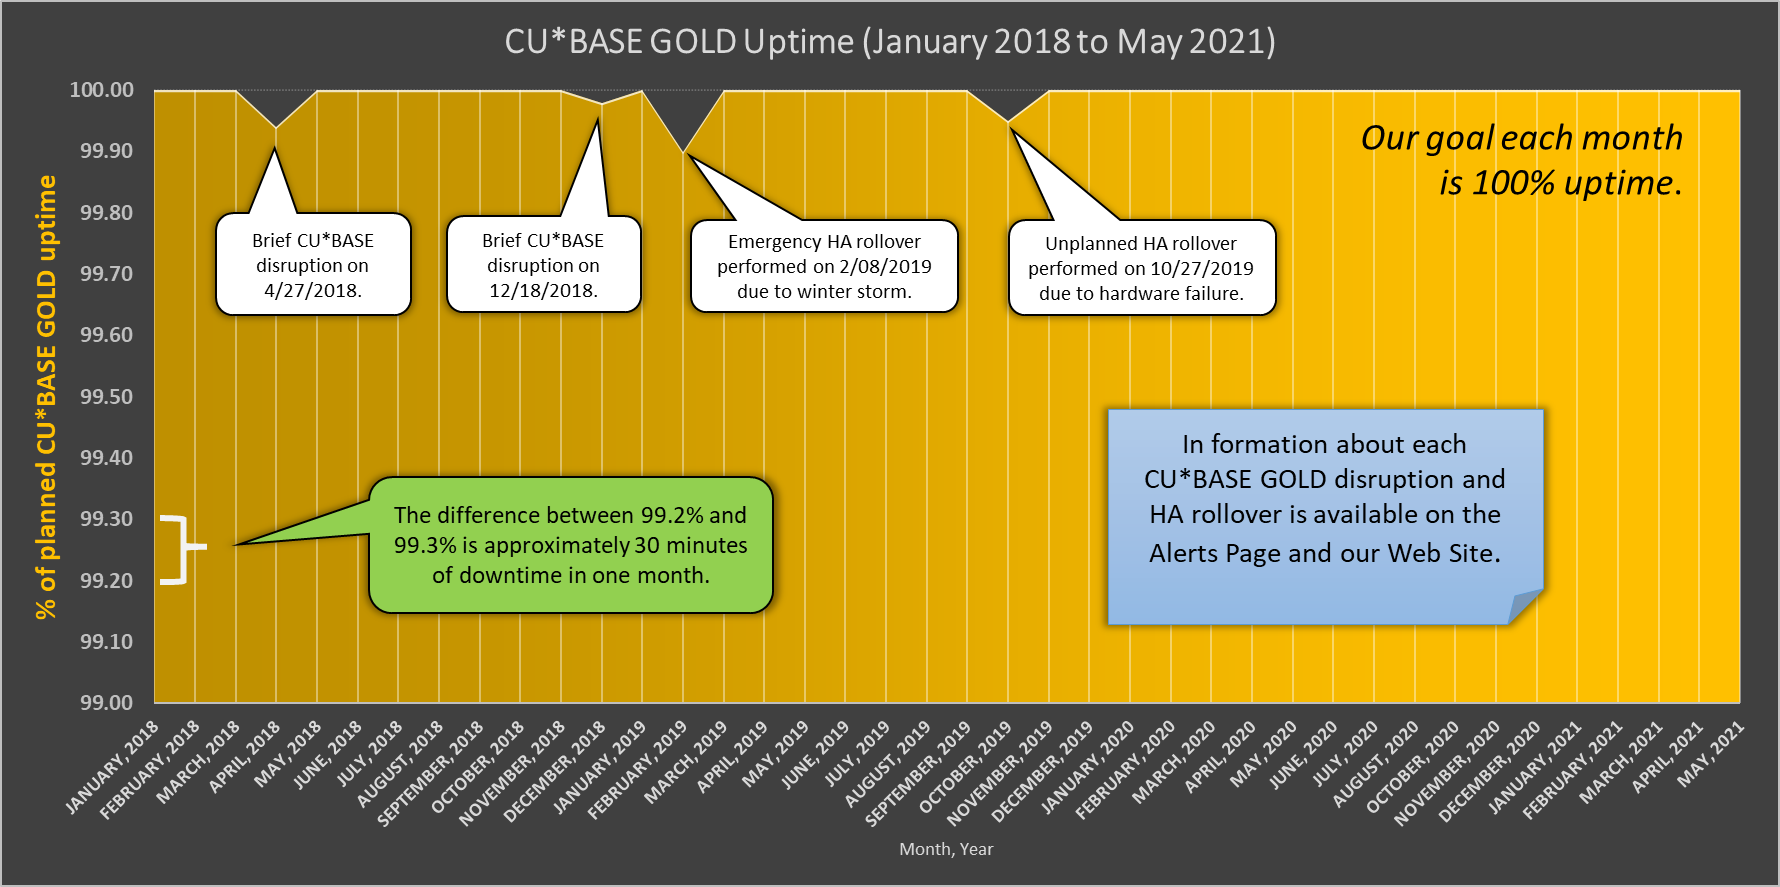 CU*BASE GOLD Uptime (January 2018 to May 2021)
% of planned CU*BASE GOLD uptime
100.00
99.90
99.80
99.70
99.60
99.50
99.40
99.30
99.20
99.10
99.00
Our goal each month
is 100% uptime.
Brief CU*BASE
disruption on
4/27/2018.
Brief CU*BASE
disruption on
12/18/2018.
Emergency HA rollover
performed on 2/08/2019
due to winter storm.
Unplanned HA rollover
performed on 10/27/2019
due to hardware failure.
The difference between 99.2% and
99.3% is approximately 30 minutes
of downtime in one month.
In formation about each
CU*BASE GOLD disruption and
HA rollover is available on the
Alerts Page and our Web Site.
JANUARY, 2018
FEBRUARY, 2018
MARCH, 2018
APRIL, 2018
MAY, 2018
JUNE, 2018
JULY, 2018
AUGUST, 2018
SEPTEMBER, 2018
OCTOBER, 2018
NOVEMBER, 2018
DECEMBER, 2018
JANUARY, 2019
FEBRUARY, 2019
MARCH, 2019
APRIL, 2019
MAY, 2019
JUNE, 2019
JULY, 2019
AUGUST, 2019
SEPTEMBER, 2019
OCTOBER, 2019
NOVEMBER, 2019
DECEMBER, 2019
JANUARY, 2020
FEBRUARY, 2020
MARCH, 2020
APRIL, 2020
MAY, 2020
JUNE, 2020
JULY, 2020
AUGUST, 2020
OCTOBER, 2020
NOVEMBER, 2020
DECEMBER, 2020
JANUARY, 2021
FEBRUARY, 2021
MARCH, 2021
APRIL, 2021
MAY, 2021
Month, Year